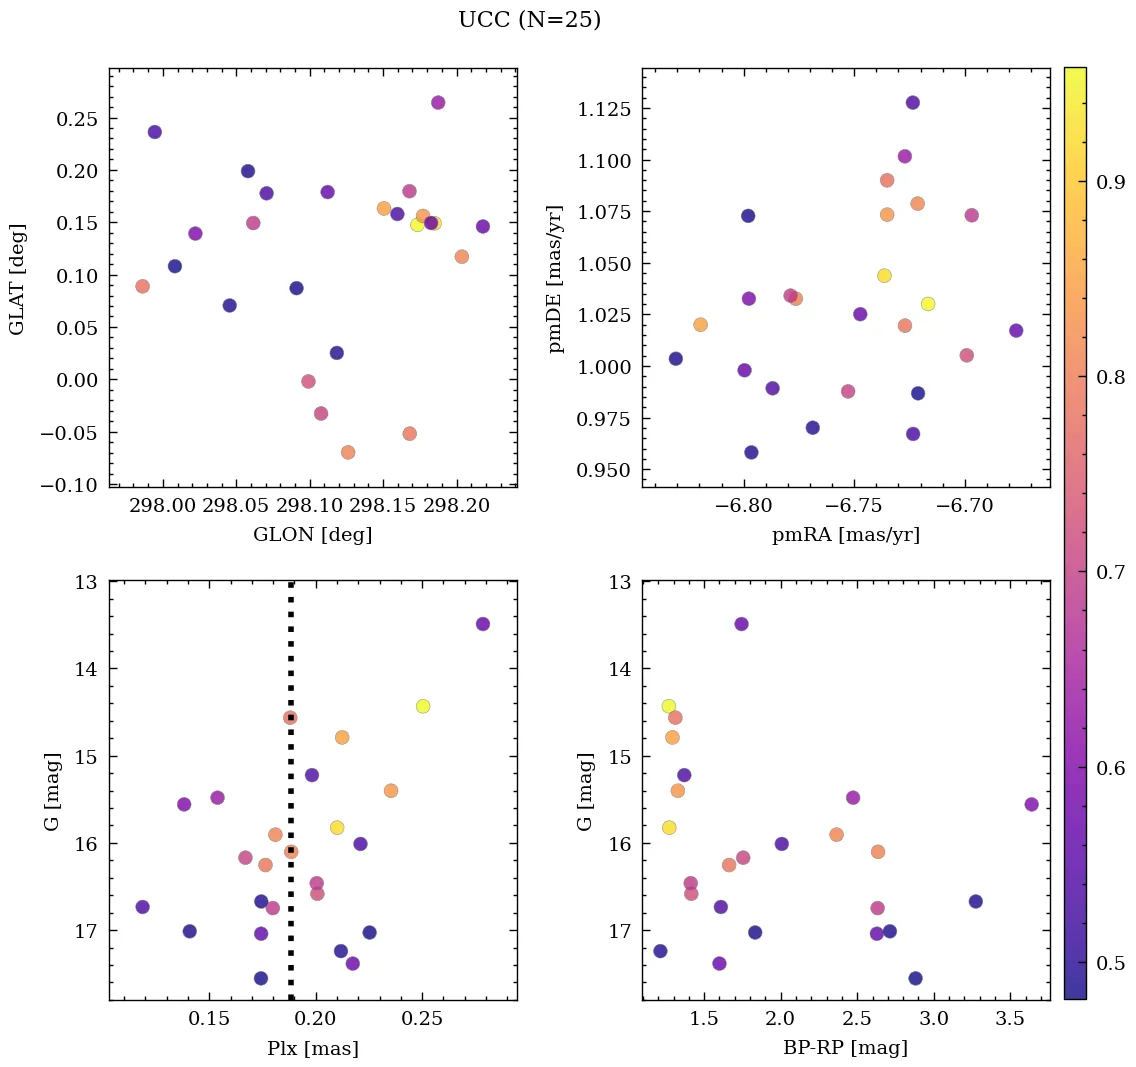 UCC (N=25)
0.25
0.20
0.15
0.10
0.05
0.00
−0.05
−0.10
GLAT [deg]
298.00 298.05 298.10 298.15 298.20
GLON [deg]
1.125
1.100
1.075
1.050
1.025
1.000
0.975
0.950
pmDE [mas/yr]
−6.80 −6.75 −6.70
pmRA [mas/yr]
13
14
15
16
17
G [mag]
0.15 0.20 0.25
Plx [mas]
13
14
15
16
17
G [mag]
1.5 2.0 2.5 3.0 3.5
BP-RP [mag]
0.9
0.8
0.7
0.6
0.5